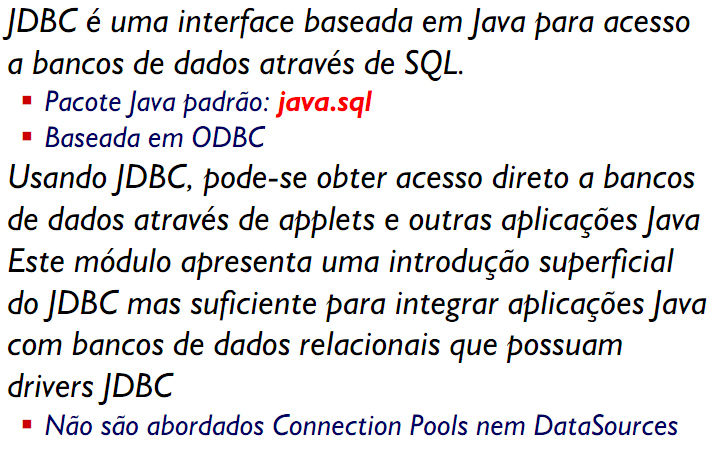 JDBC é uma interface baseada em Java para acesso
a bancos de dados através de SQL.
▪ Pacote Java padrão: java.sql
▪ Baseada em ODBC
Usando JDBC, pode-se obter acesso direto a bancos
de dados através de applets e outras aplicações Java
Este módulo apresenta uma introdução superficial
do JDBC mas suficiente para integrar aplicações Java
com bancos de dados relacionais que possuam
drivers JDBC
▪ Não são abordados Connection Pools nem DataSources